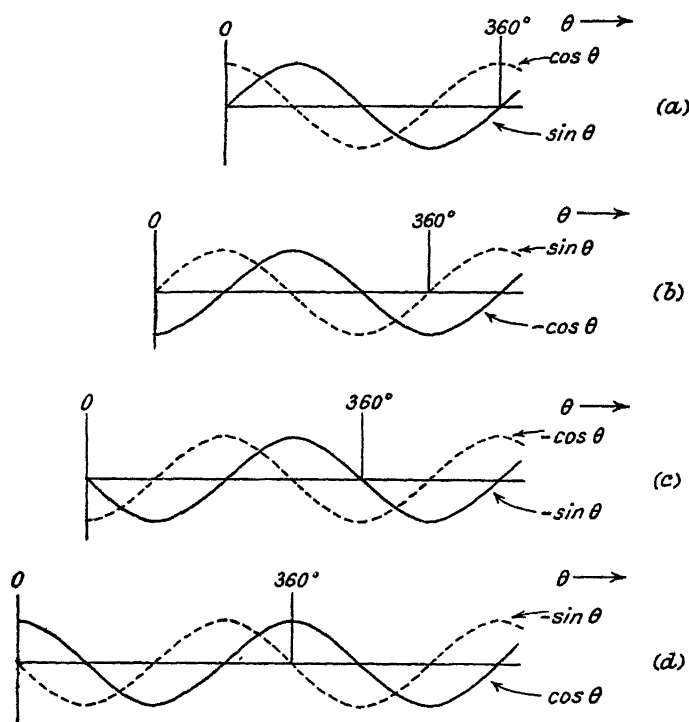 0 360° θ
cos θ
(a)
sin θ
0 360° θ
sin θ
(b)
-cos θ
0 360° θ
-cos θ
(c)
-sin θ
0 360° θ
-sin θ
(d)
cos θ